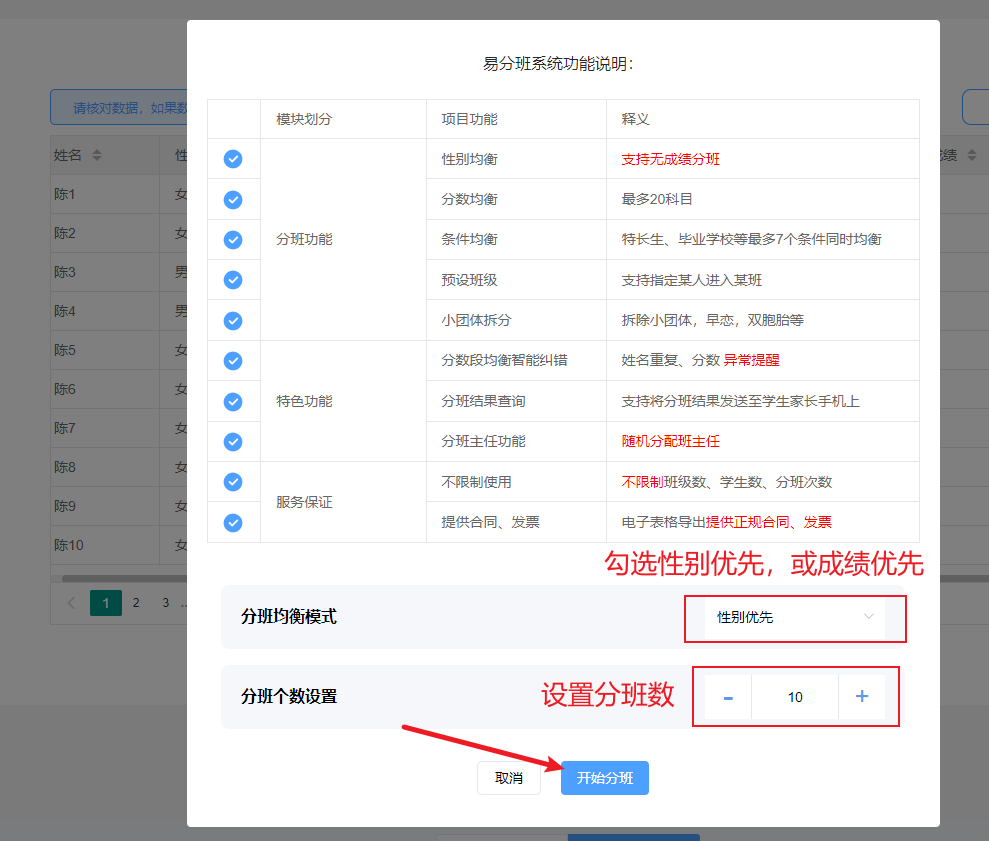 易分班系统功能说明：
请核对数据，如果数
模块划分 项目功能 释义
姓名 性 成绩
性别均衡 支持无成绩分班
陈1 女
分数均衡 最多20科目
陈2 女
分班功能 条件均衡 特长生、毕业学校等最多7个条件同时均衡
陈3 男
预设班级 支持指定某人进入某班
陈4 男
小团体拆分 拆除小团体，早恋，双胞胎等
陈5 女
分数段均衡智能纠错 姓名重复、分数 异常提醒
陈6 女
特色功能 分班结果查询 支持将分班结果发送至学生家长手机上
陈7 女
分班主任功能 随机分配班主任
陈8 女
不限制使用 不限制班级数、学生数、分班次数
服务保证
陈9 女
提供合同、发票 电子表格导出提供正规合同、发票
陈10 女
勾选性别优先，或成绩优先
1 2 3 ...
分班均衡模式 性别优先
分班个数设置 设置分班数 - 10 +
取消 开始分班